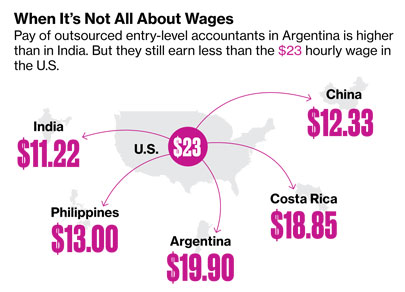 When It's Not All About Wages
Pay of outsourced entry-level accountants in Argentina is higher
than in India. But they still earn less than the $23 hourly wage in
the U.S.
China
$12.33
India
$11.22
U.S.
$23
Costa Rica
$18.85
Philippines
$13.00
Argentina
$19.90